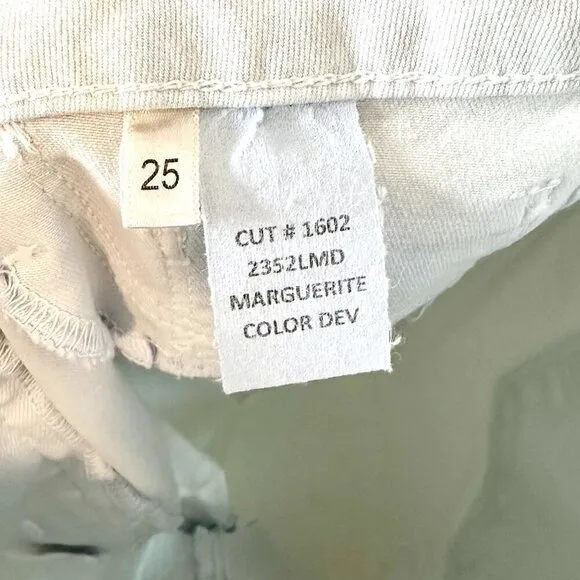 25
CUT # 1602
2352LMD
MARGUERITE
COLOR DEV